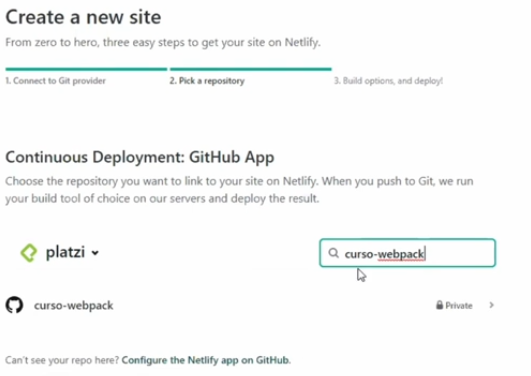 Create a new site
From zero to hero, three easy steps to get your site on Netlify.
1. Connect to Git provider
2. Pick a repository
3. Build options, and deploy!
Continuous Deployment: GitHub App
Choose the repository you want to link to your site on Netlify. When you push to Git, we run
your build tool of choice on our servers and deploy the result.
platzi
curso-webpack
curso-webpack
Private
Can't see your repo here? Configure the Netlify app on GitHub.